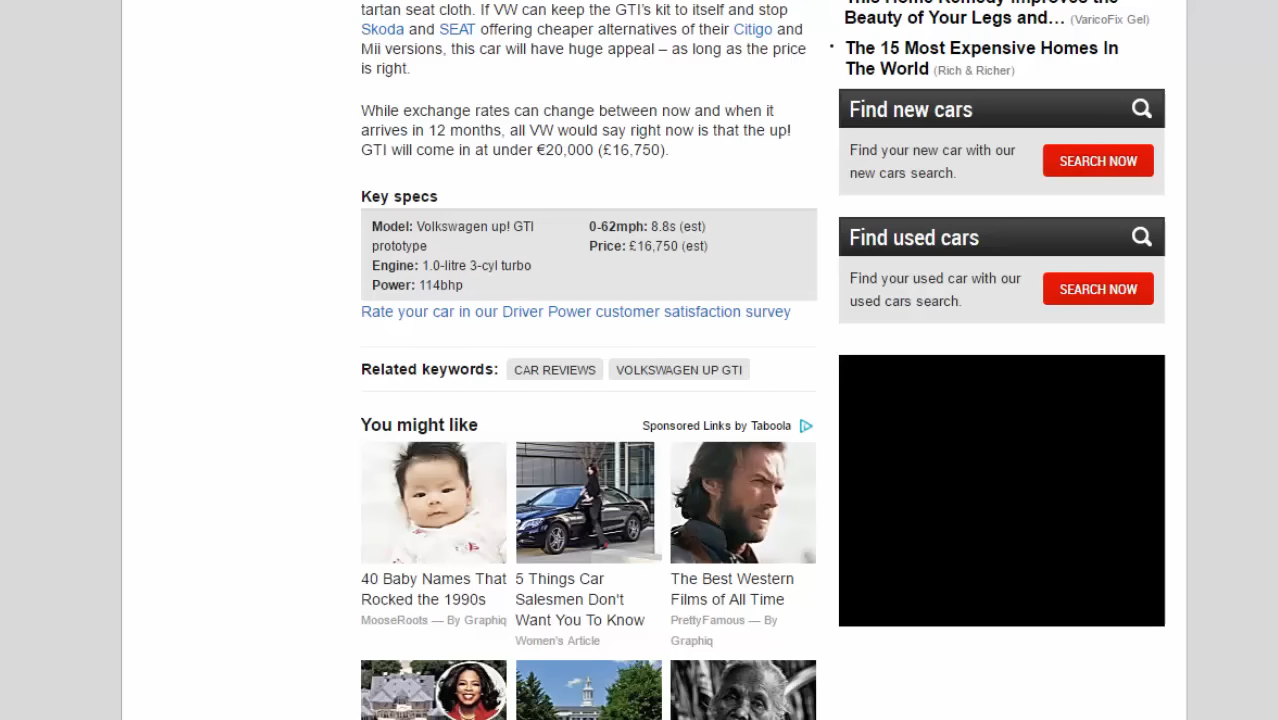 tartan seat cloth. If VW can keep the GTI's kit to itself and stop
Skoda and SEAT offering cheaper alternatives of their Citigo and
Mii versions, this car will have huge appeal – as long as the price
is right.
While exchange rates can change between now and when it
arrives in 12 months, all VW would say right now is that the up!
GTI will come in at under €20,000 (£16,750).
Key specs
Model: Volkswagen up! GTI
prototype
Engine: 1.0-litre 3-cyl turbo
Power: 114bhp
0-62mph: 8.8s (est)
Price: £16,750 (est)
Rate your car in our Driver Power customer satisfaction survey
Related keywords: CAR REVIEWS VOLKSWAGEN UP GTI
You might like
Sponsored Links by Taboola
40 Baby Names That
Rocked the 1990s
MooseRoots — By Graphiq
5 Things Car
Salesmen Don't
Want You To Know
Women's Article
The Best Western
Films of All Time
PrettyFamous — By
Graphiq
This Home Remedy Improves the
Beauty of Your Legs and… (VaricoFix Gel)
The 15 Most Expensive Homes In
The World (Rich & Richer)
Find new cars
Find your new car with our
new cars search.
SEARCH NOW
Find used cars
Find your used car with our
used cars search.
SEARCH NOW